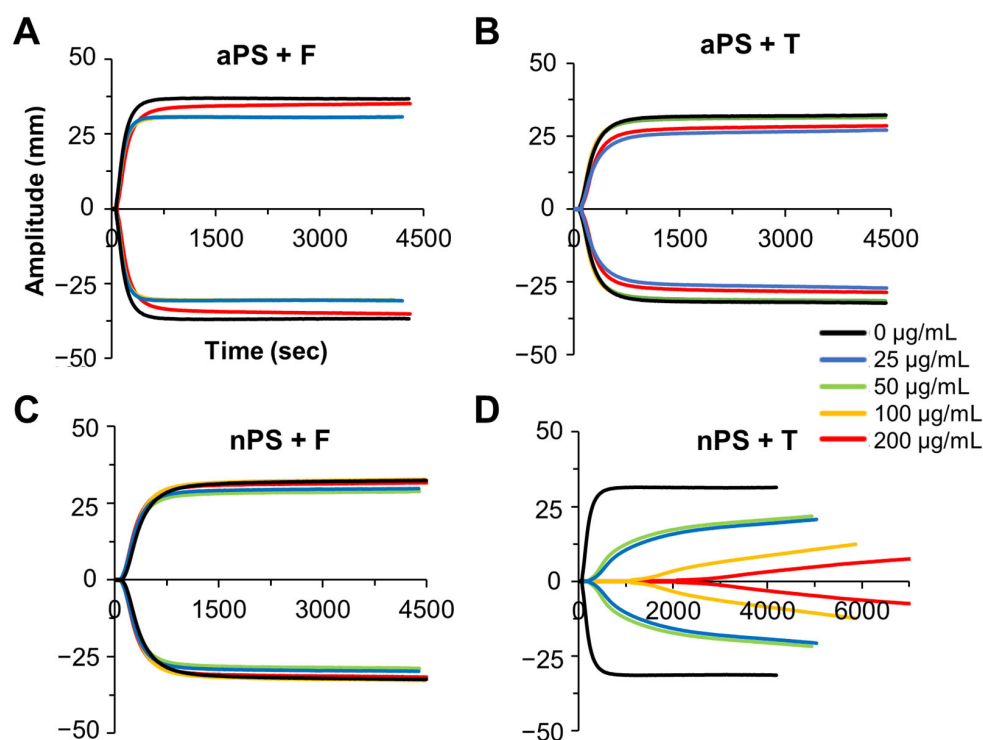 A
aPS + F
50
25
0
−25
−50
Amplitude (mm)
0 1500 3000 4500
Time (sec)
B
aPS + T
50
25
0
−25
−50
0 1500 3000 4500
0 µg/mL
25 µg/mL
50 µg/mL
100 µg/mL
200 µg/mL
C
nPS + F
50
25
0
−25
−50
0 1500 3000 4500
D
nPS + T
50
25
0
−25
−50
0 2000 4000 6000